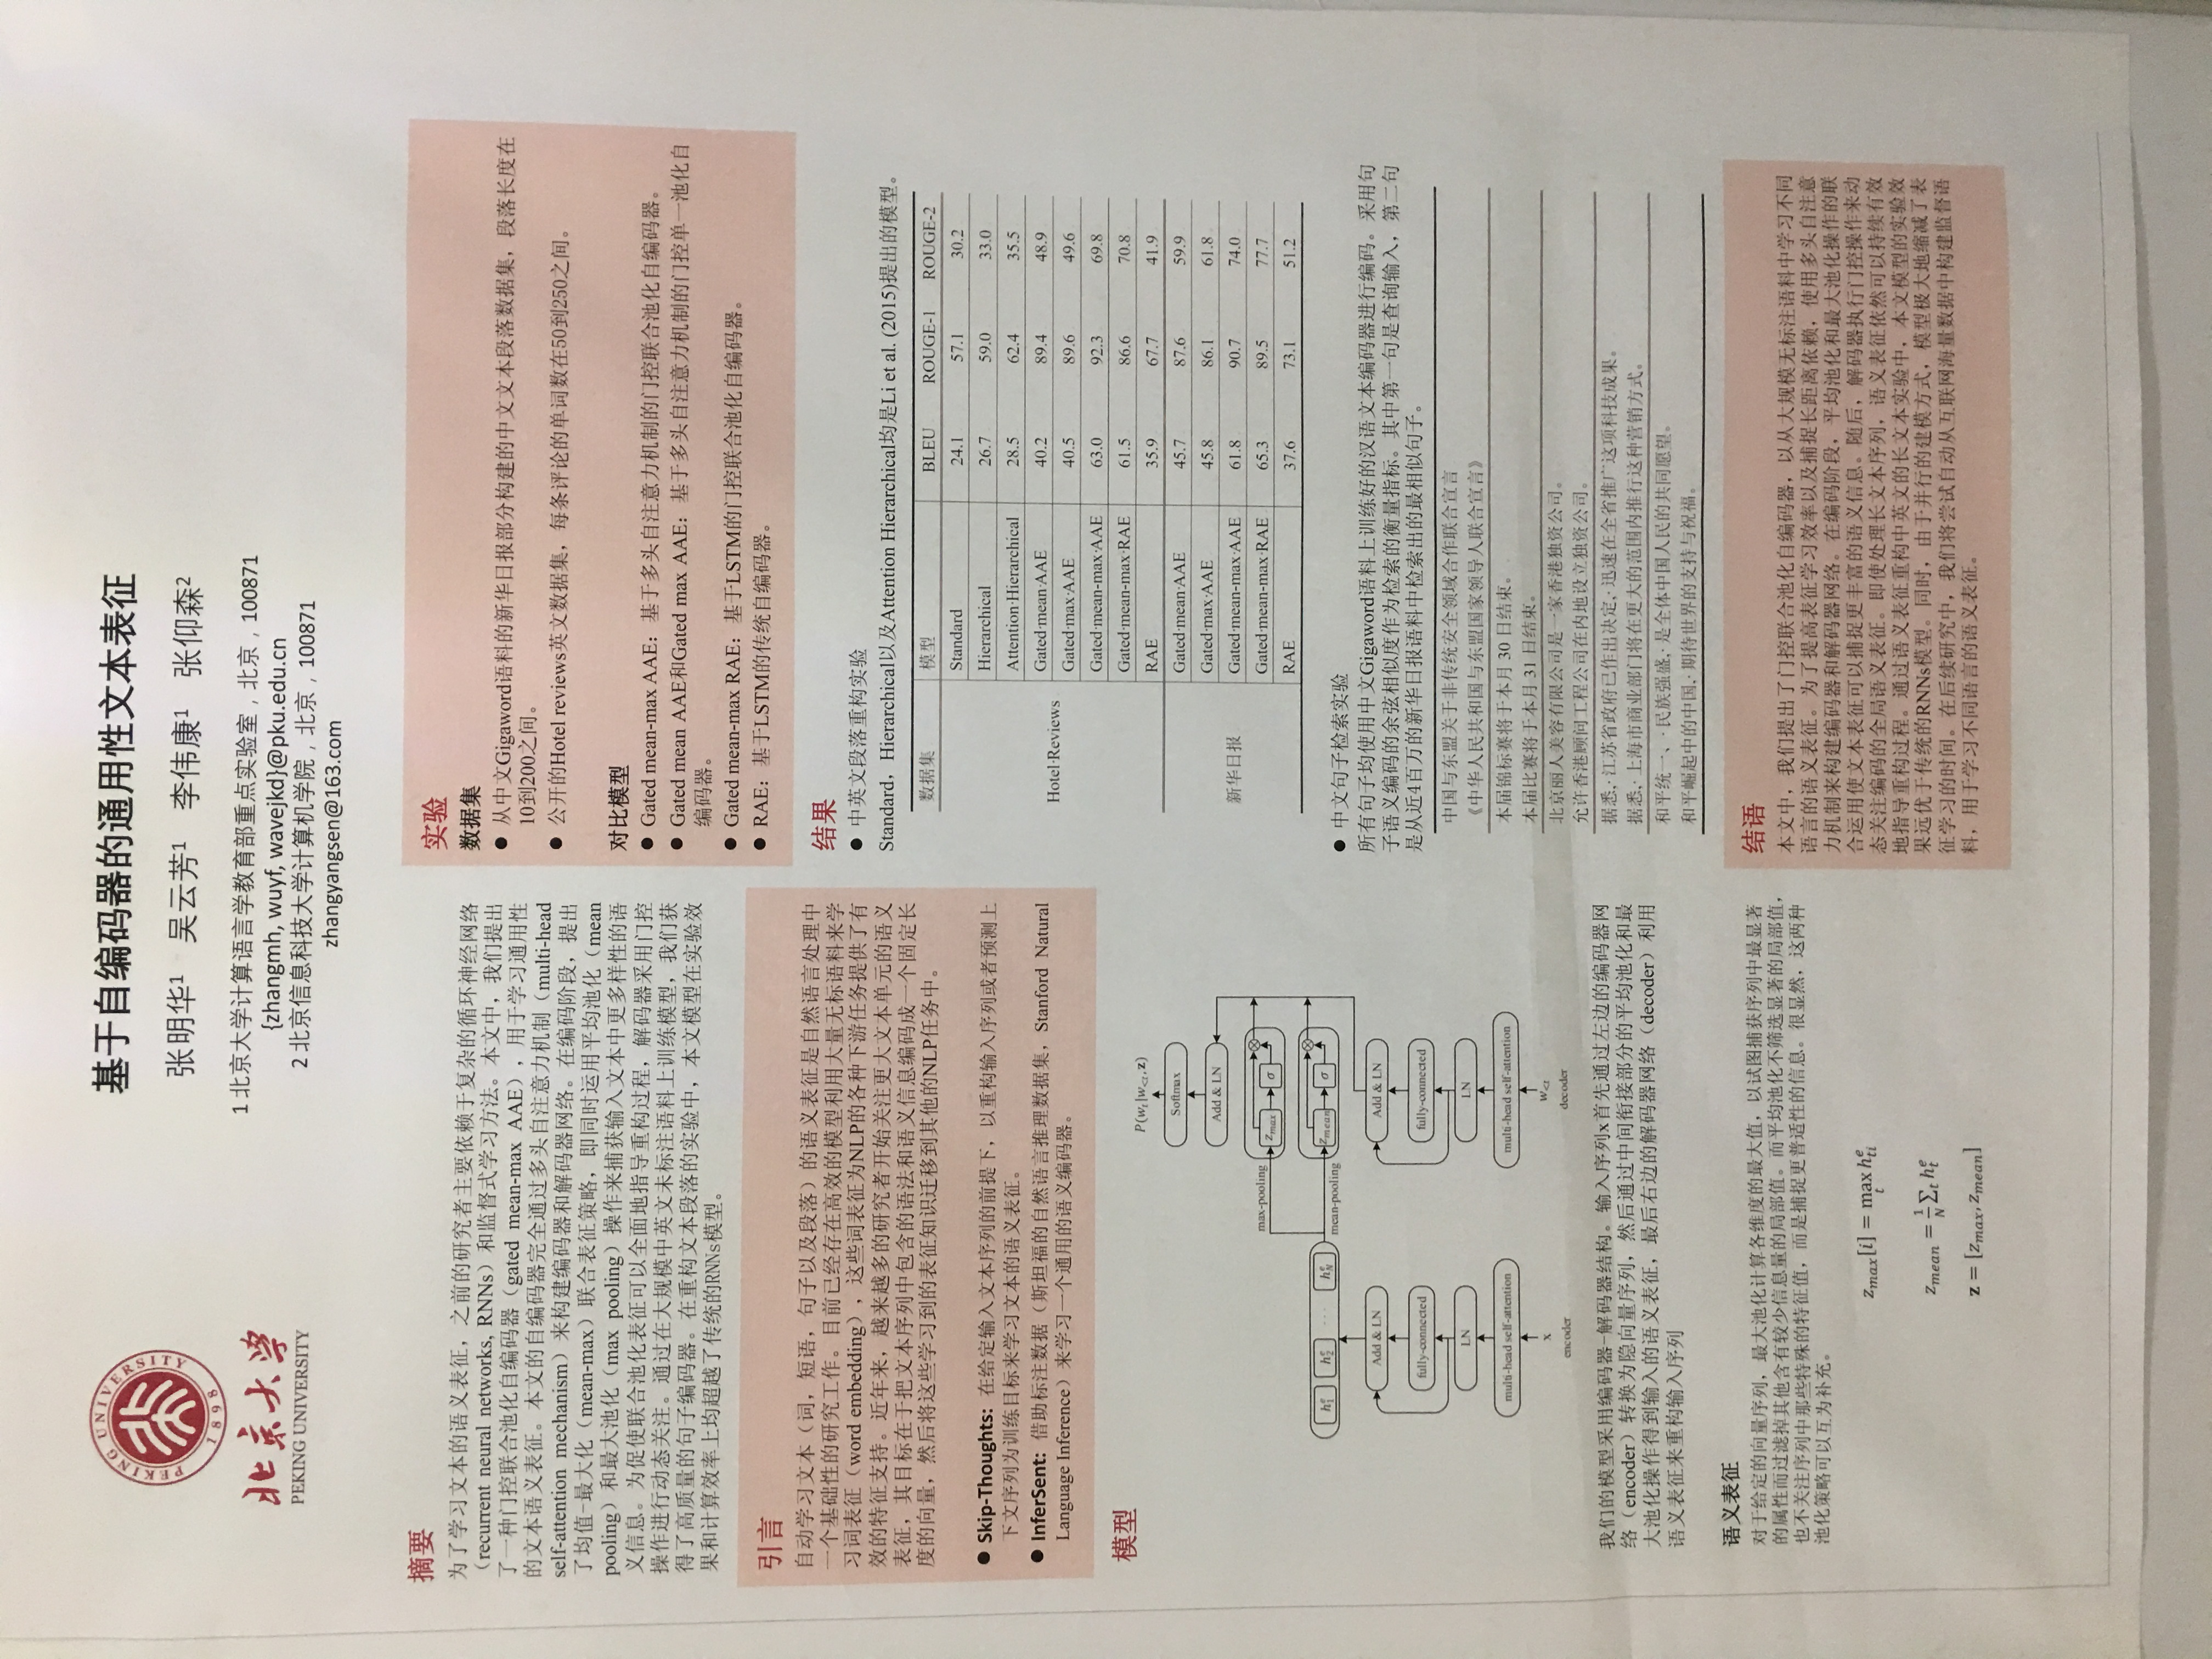 PEKING UNIVERSITY
1898
北京大学
PEKING UNIVERSITY
基于自编码器的通用性文本表征
张明华¹ 吴云芳¹ 李伟康¹ 张仰森²
1 北京大学计算语言学教育部重点实验室，北京，100871
{zhangmh, wuyf, wavejkd}@pku.edu.cn
2 北京信息科技大学计算机学院，北京，100871
zhangyangsen@163.com
摘要
为了学习文本的语义表征，之前的研究者主要依赖于复杂的循环神经网络
（recurrent neural networks, RNNs）和监督式学习方法。本文中，我们提出
了一种门控联合池化自编码器（gated mean-max AAE），用于学习通用性
的文本语义表征。本文的自编码器完全通过多头自注意力机制（multi-head
self-attention mechanism）来构建编码器和解码器网络。在编码阶段，提出
了均值-最大化（mean-max）联合表征策略，即同时运用平均池化（mean
pooling）和最大池化（max pooling）操作来捕获输入文本中更多样性的语
义信息。为促使联合池化表征可以全面地指导重构过程，解码器采用门控
操作进行动态关注。通过在大规模中英文未标注语料上训练模型，我们获
得了高质量的句子编码器。在重构文本段落的实验中，本文模型在实验效
果和计算效率上均超越了传统的RNNs模型。
引言
自动学习文本（词，短语，句子以及段落）的语义表征是自然语言处理中
一个基础性的研究工作。目前已经存在高效的模型利用大量无标语料来学
习词表征（word embedding），这些词表征为NLP的各种下游任务提供了有
效的特征支持。近年来，越来越多的研究者开始关注更大文本单元的语义
表征，其目标在于把文本序列中包含的语法和语义信息编码成一个固定长
度的向量，然后将这些学习到的表征知识迁移到其他的NLP任务中。
● Skip-Thoughts: 在给定输入文本序列的前提下，以重构输入序列或者预测上
下文序列为训练目标来学习文本的语义表征。
● InferSent: 借助标注数据（斯坦福的自然语言推理数据集，Stanford Natural
Language Inference）来学习一个通用的语义编码器。
模型
P(w_t|w_<t, z)
Softmax
Add & LN
max-pooling
z_max σ ⊗
h_1^e h_2^e ... h_N^e
mean-pooling
z_mean σ ⊗
Add & LN Add & LN
fully-connected fully-connected
LN LN
multi-head self-attention multi-head self-attention
x w_<t
encoder decoder
我们的模型采用编码器-解码器结构。输入序列x首先通过左边的编码器网
络（encoder）转换为隐向量序列，然后通过中间衔接部分的平均池化和最
大池化操作得到输入的语义表征，最后右边的解码器网络（decoder）利用
语义表征来重构输入序列
语义表征
对于给定的向量序列，最大池化计算各维度的最大值，以试图捕获序列中最显著
的属性而过滤掉其他含有较少信息量的局部值。而平均池化不筛选显著的局部值，
也不关注序列中那些特殊的特征值，而是捕捉更普适性的信息。很显然，这两种
池化策略可以互为补充。
z_max[i] = max_t h_ti^e
z_mean = 1/N ∑_t h_t^e
z = [z_max, z_mean]
实验
数据集
● 从中文Gigaword语料的新华日报部分构建的中文文本段落数据集，段落长度在
10到200之间。
● 公开的Hotel reviews英文数据集，每条评论的单词数在50到250之间。
对比模型
● Gated mean-max AAE：基于多头自注意力机制的门控联合池化自编码器。
● Gated mean AAE和Gated max AAE：基于多头自注意力机制的门控单一池化自
编码器。
● Gated mean-max RAE：基于LSTM的门控联合池化自编码器。
● RAE：基于LSTM的传统自编码器。
结果
● 中英文段落重构实验
Standard，Hierarchical以及Attention Hierarchical均是Li et al. (2015)提出的模型。
数据集 模型 BLEU ROUGE-1 ROUGE-2
Standard 24.1 57.1 30.2
Hierarchical 26.7 59.0 33.0
Attention·Hierarchical 28.5 62.4 35.5
Gated·mean·AAE 40.2 89.4 48.9
Hotel·Reviews
Gated·max·AAE 40.5 89.6 49.6
Gated·mean-max·AAE 63.0 92.3 69.8
Gated·mean-max·RAE 61.5 86.6 70.8
RAE 35.9 67.7 41.9
Gated·mean·AAE 45.7 87.6 59.9
Gated·max·AAE 45.8 86.1 61.8
新华日报 Gated·mean-max·AAE 61.8 90.7 74.0
Gated·mean-max·RAE 65.3 89.5 77.7
RAE 37.6 73.1 51.2
● 中文句子检索实验
所有句子均使用中文Gigaword语料上训练好的汉语文本编码器进行编码。采用句
子语义编码的余弦相似度作为检索的衡量指标。其中第一句是查询输入，第二句
是从近4百万的新华日报语料中检索出的最相似句子。
中国与东盟关于非传统安全领域合作联合宣言
《中华人民共和国与东盟国家领导人联合宣言》
本届锦标赛将于本月 30 日结束。
本届比赛将于本月 31 日结束。
北京丽人美容有限公司是一家香港独资公司。
允许香港顾问工程公司在内地设立独资公司。
据悉,·江苏省政府已作出决定,·迅速在全省推广这项科技成果。
据悉,·上海市商业部门将在更大的范围内推行这种营销方式。
和平统一、·民族强盛,·是全体中国人民的共同愿望。
和平崛起中的中国,·期待世界的支持与祝福。
结语
本文中，我们提出了门控联合池化自编码器，以从大规模无标注语料中学习不同
语言的语义表征。为了提高表征学习效率以及捕捉长距离依赖，使用多头自注意
力机制来构建编码器和解码器网络。在编码阶段，平均池化和最大池化操作的联
合运用使文本表征可以捕捉更丰富的语义信息。随后，解码器执行门控操作来动
态关注编码的全局语义表征。即使处理长文本序列，语义表征依然可以持续有效
地指导重构过程。通过语义表征重构中英文的长文本实验中，本文模型的实验效
果远优于传统的RNNs模型。同时，由于并行的建模方式，模型极大地缩减了表
征学习的时间。在后续研究中，我们将尝试自动从互联网海量数据中构建监督语
料，用于学习不同语言的语义表征。